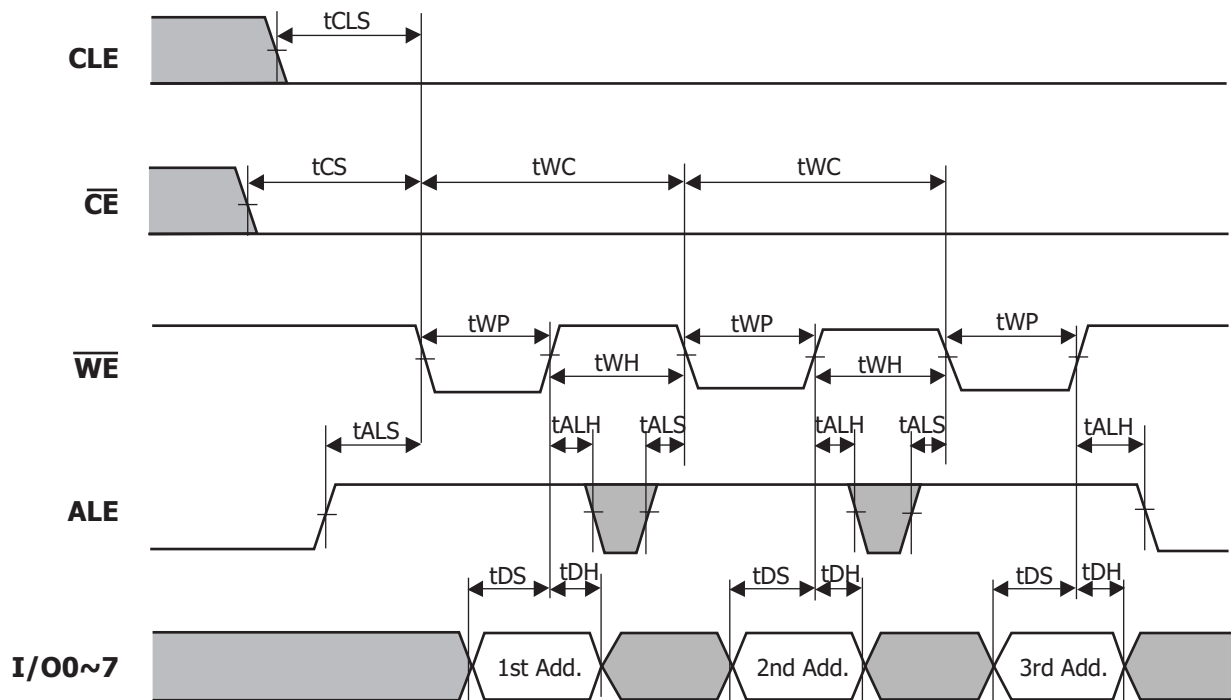 tCLS
CLE
tCS tWC tWC
CE
tWP tWP tWP
WE
tWH tWH
tALS tALH tALS tALH tALS tALH
ALE
tDS tDH tDS tDH tDS tDH
I/O0~7 1st Add. 2nd Add. 3rd Add.